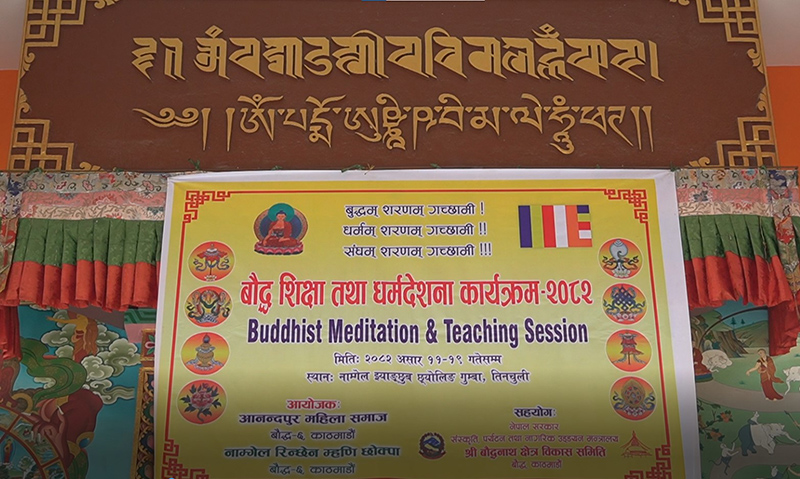 ༄༅། །ཨོཾ་པདྨོ་ཨུཥྞཱི་ཥ་བི་མ་ལེ་ཧཱུྃ་ཕཊ།།
बुद्धम् शरणम् गच्छामी !
धर्मम् शरणम् गच्छामी !!
संघम् शरणम् गच्छामी !!!
बौद्ध शिक्षा तथा धर्मदेशना कार्यक्रम-२०८२
Buddhist Meditation & Teaching Session
मितिः २०८२ असार ११-१९ गतेसम्म
स्थानः नाम्गेल झ्याङ्छुव छ्योलिङ गुम्बा, तिनचुली
आयोजकः
आनन्दपुर महिला समाज
बौद्ध-६ काठमाडौं
नाम्गेल रिन्छेन म्हणि छोक्पा
बौद्ध-६ काठमाडौं
सहयोगः
नेपाल सरकार
संस्कृति पर्यटन तथा नागरिक उड्डयन मन्त्रालय
श्री बौद्धनाथ क्षेत्र विकास समिति
बौद्ध काठमाडौं